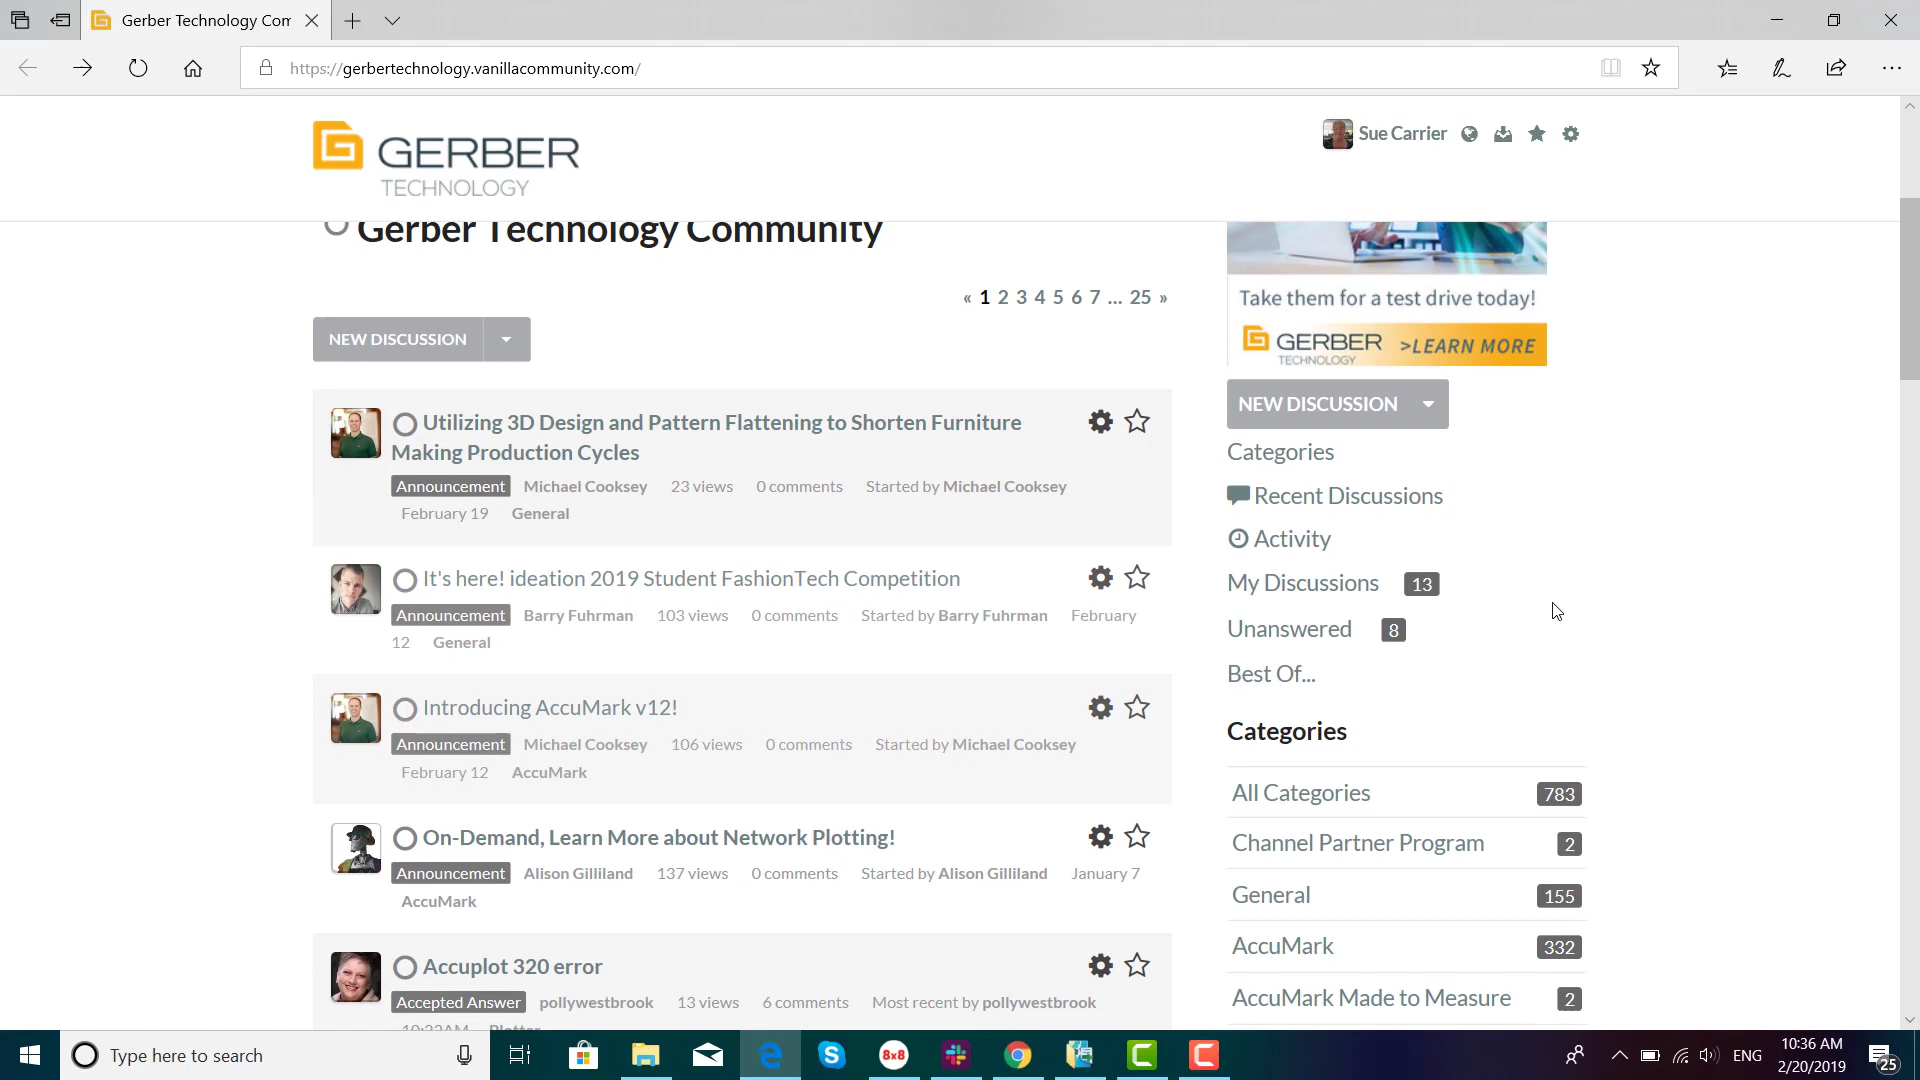 Gerber Technology Com
https://gerbertechnology.vanillacommunity.com/
GERBER
TECHNOLOGY
Sue Carrier
Gerber Technology Community
« 1 2 3 4 5 6 7 ... 25 »
NEW DISCUSSION
Utilizing 3D Design and Pattern Flattening to Shorten Furniture
Making Production Cycles
Announcement Michael Cooksey 23 views 0 comments Started by Michael Cooksey
February 19 General
It's here! ideation 2019 Student FashionTech Competition
Announcement Barry Fuhrman 103 views 0 comments Started by Barry Fuhrman February
12 General
Introducing AccuMark v12!
Announcement Michael Cooksey 106 views 0 comments Started by Michael Cooksey
February 12 AccuMark
On-Demand, Learn More about Network Plotting!
Announcement Alison Gilliland 137 views 0 comments Started by Alison Gilliland January 7
AccuMark
Accuplot 320 error
Accepted Answer pollywestbrook 13 views 6 comments Most recent by pollywestbrook
10:23AM Plotter
Take them for a test drive today!
GERBER
TECHNOLOGY
>LEARN MORE
NEW DISCUSSION
Categories
Recent Discussions
Activity
My Discussions 13
Unanswered 8
Best Of...
Categories
All Categories 783
Channel Partner Program 2
General 155
AccuMark 332
AccuMark Made to Measure 2
Type here to search
8x8
C
C
ENG
10:36 AM
2/20/2019
25